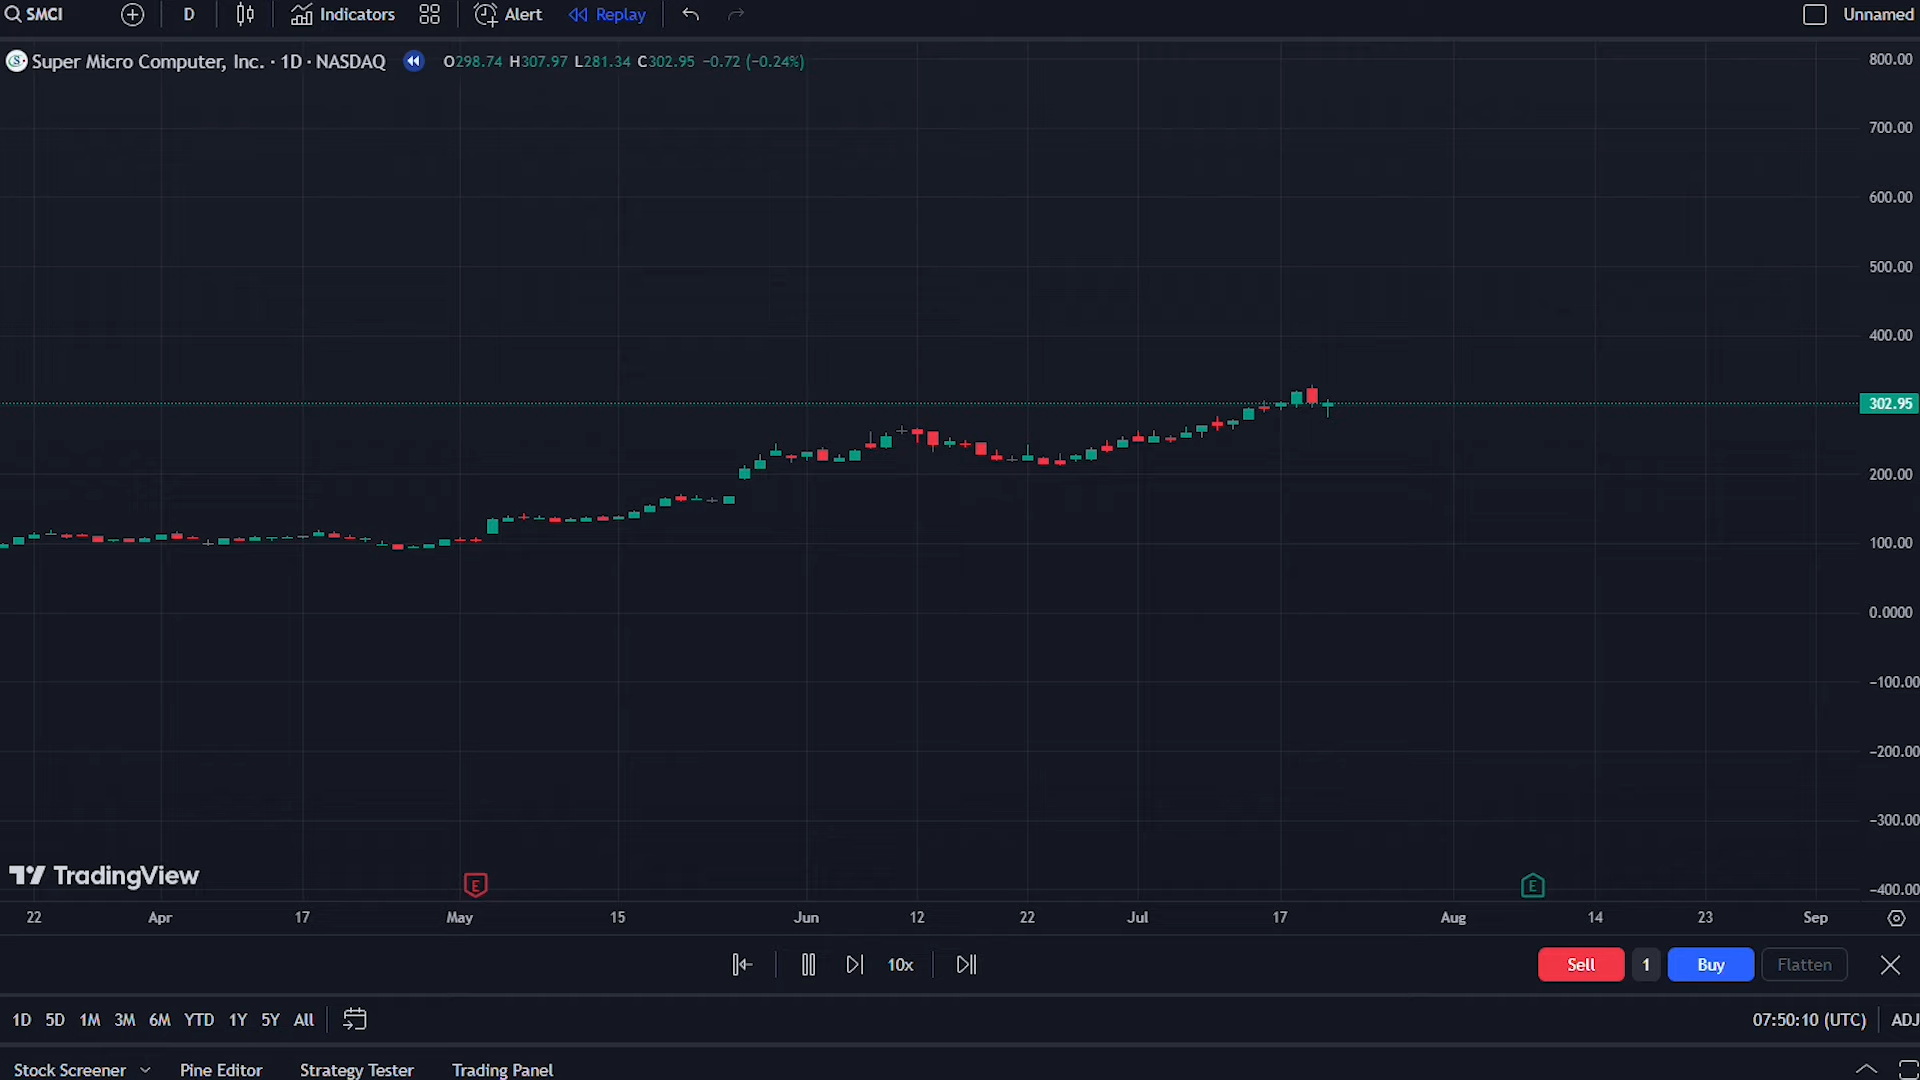 SMCI D Indicators Alert Replay Unnamed
Super Micro Computer, Inc. · 1D · NASDAQ O298.74 H307.97 L281.34 C302.95 −0.72 (−0.24%)
800.00
700.00
600.00
500.00
400.00
302.95
200.00
100.00
0.0000
−100.00
−200.00
−300.00
−400.00
TradingView
E E
22 Apr 17 May 15 Jun 12 22 Jul 17 Aug 14 23 Sep
10x Sell 1 Buy Flatten
1D 5D 1M 3M 6M YTD 1Y 5Y All 07:50:10 (UTC) ADJ
Stock Screener Pine Editor Strategy Tester Trading Panel